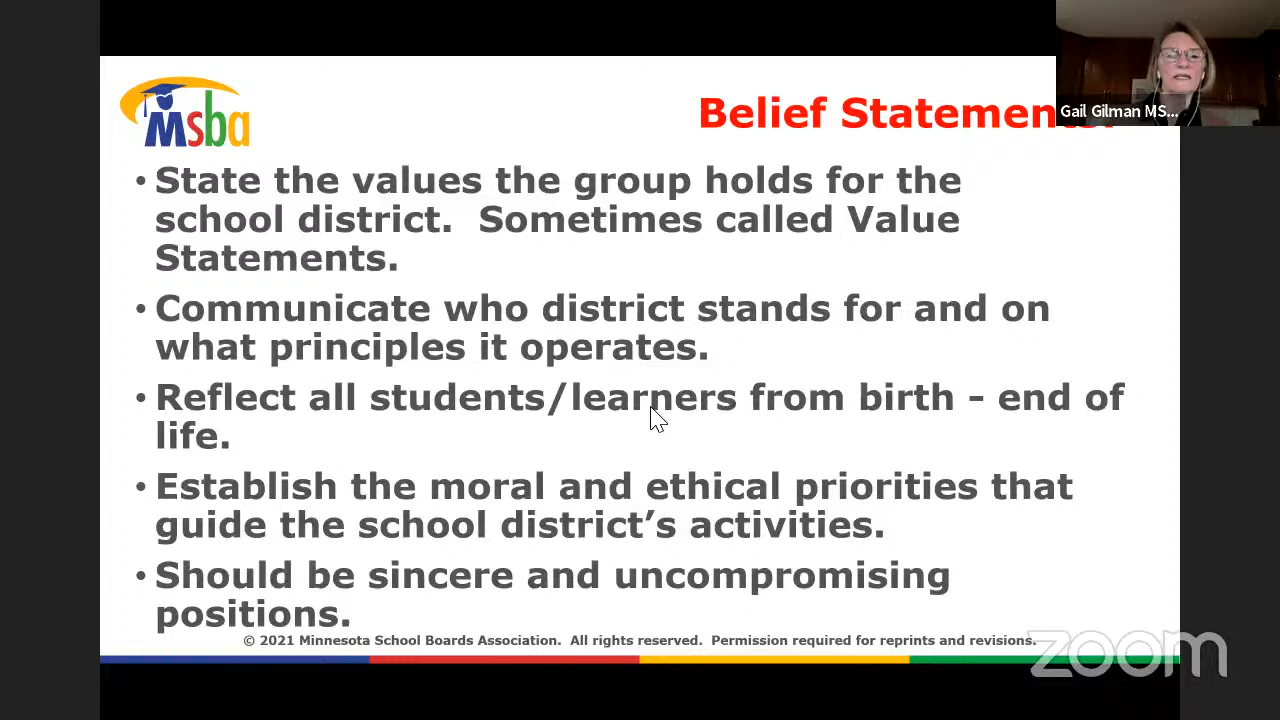 msba
Belief Statements
Gail Gilman MS...
• State the values the group holds for the
school district.  Sometimes called Value
Statements.
• Communicate who district stands for and on
what principles it operates.
• Reflect all students/learners from birth - end of
life.
• Establish the moral and ethical priorities that
guide the school district’s activities.
• Should be sincere and uncompromising
positions.
© 2021 Minnesota School Boards Association.  All rights reserved.  Permission required for reprints and revisions.
zoom